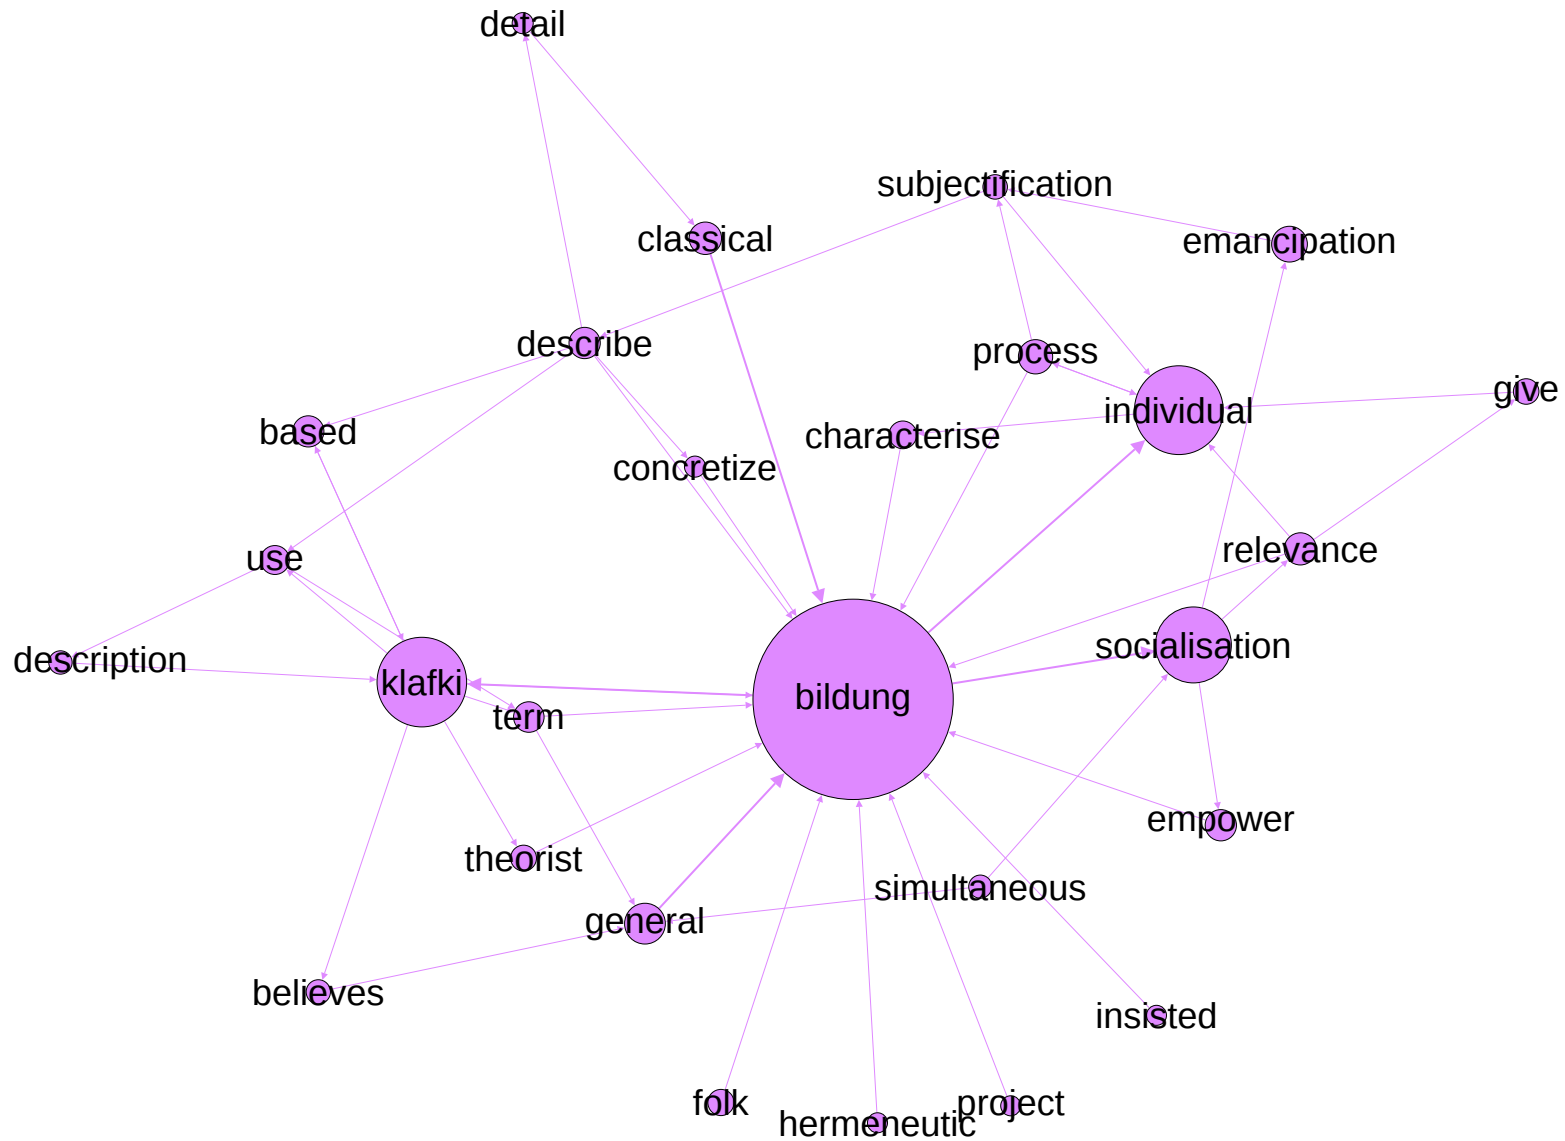 detail
subjectification
classical
emancipation
describe
process
give
individual
based
characterise
concretize
use
relevance
description
socialisation
klafki
bildung
term
empower
theorist
simultaneous
general
believes
insisted
folk
project
hermeneutic